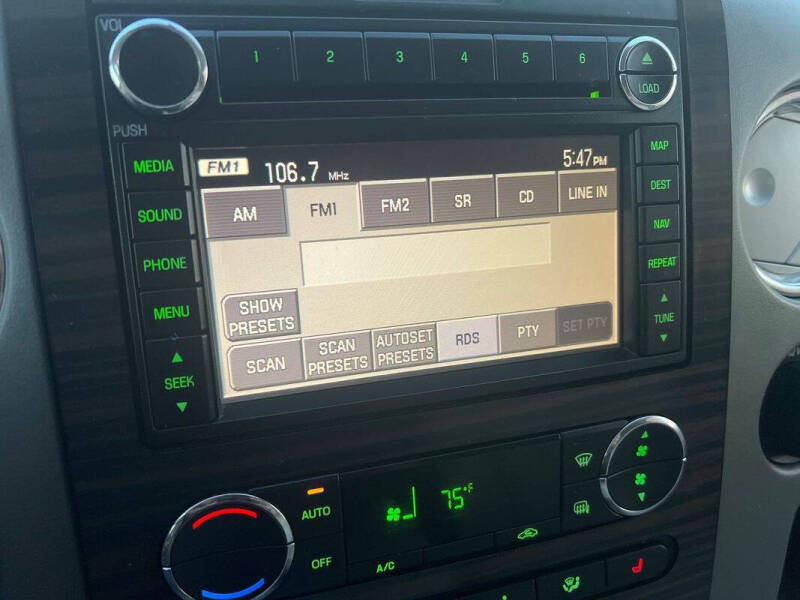 VOL
1 2 3 4 5 6
LOAD
PUSH
MEDIA
SOUND
PHONE
MENU
SEEK
FM1 106.7 MHz 5:47PM
AM FM1 FM2 SR CD LINE IN
SHOW PRESETS
SCAN SCAN PRESETS AUTOSET PRESETS RDS PTY SET PTY
MAP
DEST
NAV
REPEAT
TUNE
AUTO
OFF
75°F
A/C